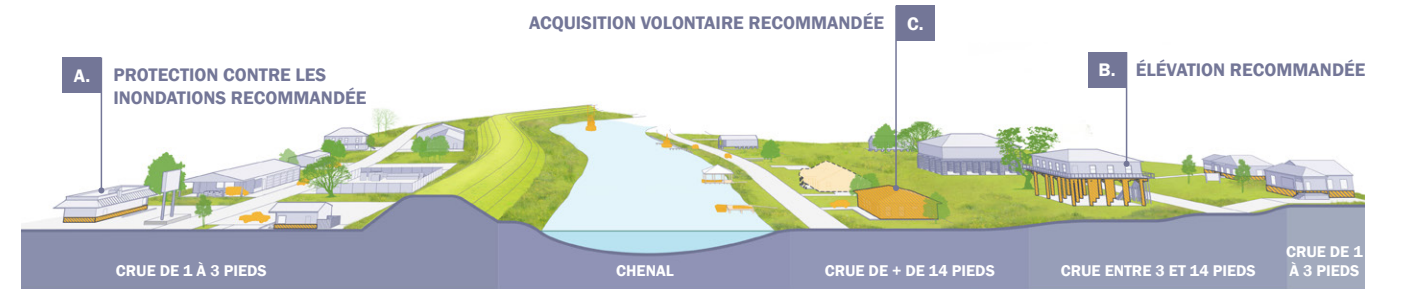 ACQUISITION VOLONTAIRE RECOMMANDÉE C.
A. PROTECTION CONTRE LES
INONDATIONS RECOMMANDÉE
B. ÉLÉVATION RECOMMANDÉE
CRUE DE 1 À 3 PIEDS
CHENAL
CRUE DE + DE 14 PIEDS
CRUE ENTRE 3 ET 14 PIEDS
CRUE DE 1
À 3 PIEDS